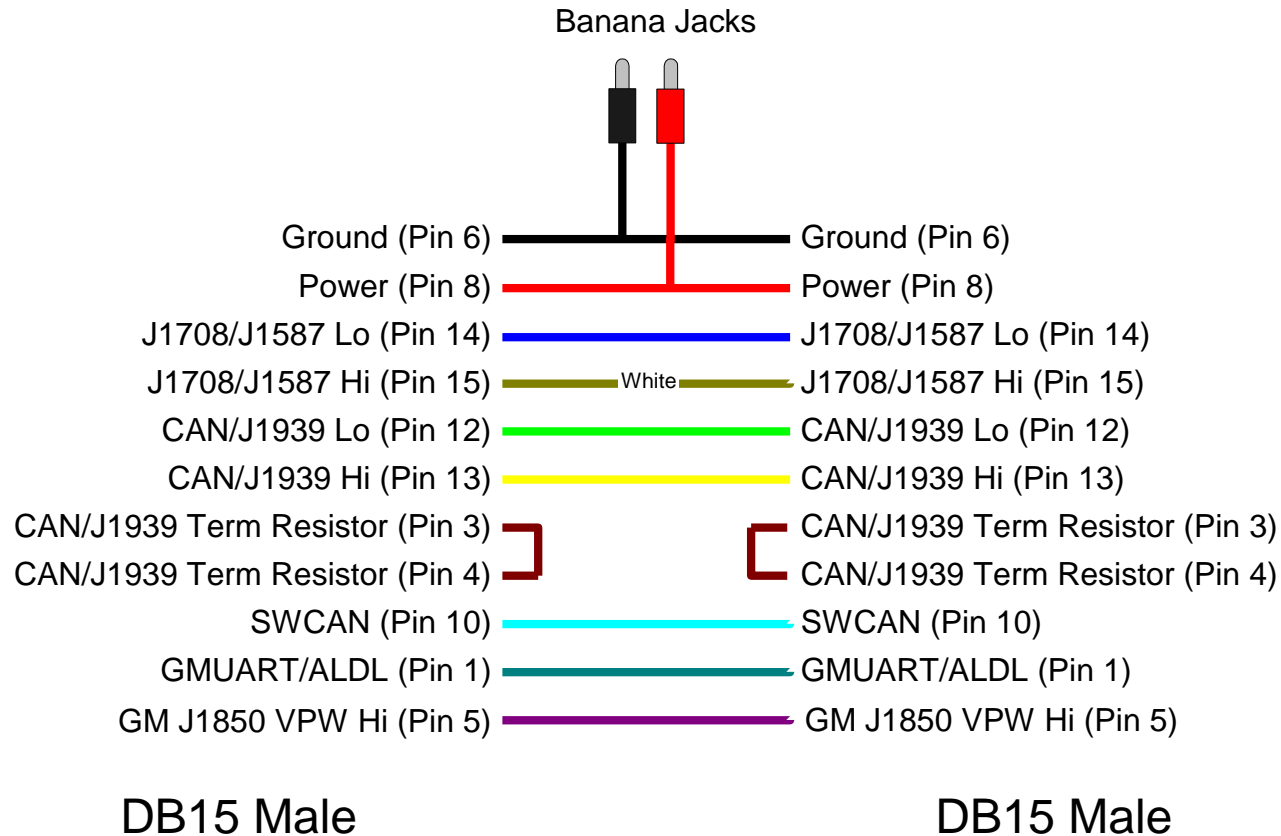 Banana Jacks
Ground (Pin 6) Ground (Pin 6)
Power (Pin 8) Power (Pin 8)
J1708/J1587 Lo (Pin 14) J1708/J1587 Lo (Pin 14)
J1708/J1587 Hi (Pin 15) White J1708/J1587 Hi (Pin 15)
CAN/J1939 Lo (Pin 12) CAN/J1939 Lo (Pin 12)
CAN/J1939 Hi (Pin 13) CAN/J1939 Hi (Pin 13)
CAN/J1939 Term Resistor (Pin 3) CAN/J1939 Term Resistor (Pin 3)
CAN/J1939 Term Resistor (Pin 4) CAN/J1939 Term Resistor (Pin 4)
SWCAN (Pin 10) SWCAN (Pin 10)
GMUART/ALDL (Pin 1) GMUART/ALDL (Pin 1)
GM J1850 VPW Hi (Pin 5) GM J1850 VPW Hi (Pin 5)
DB15 Male DB15 Male